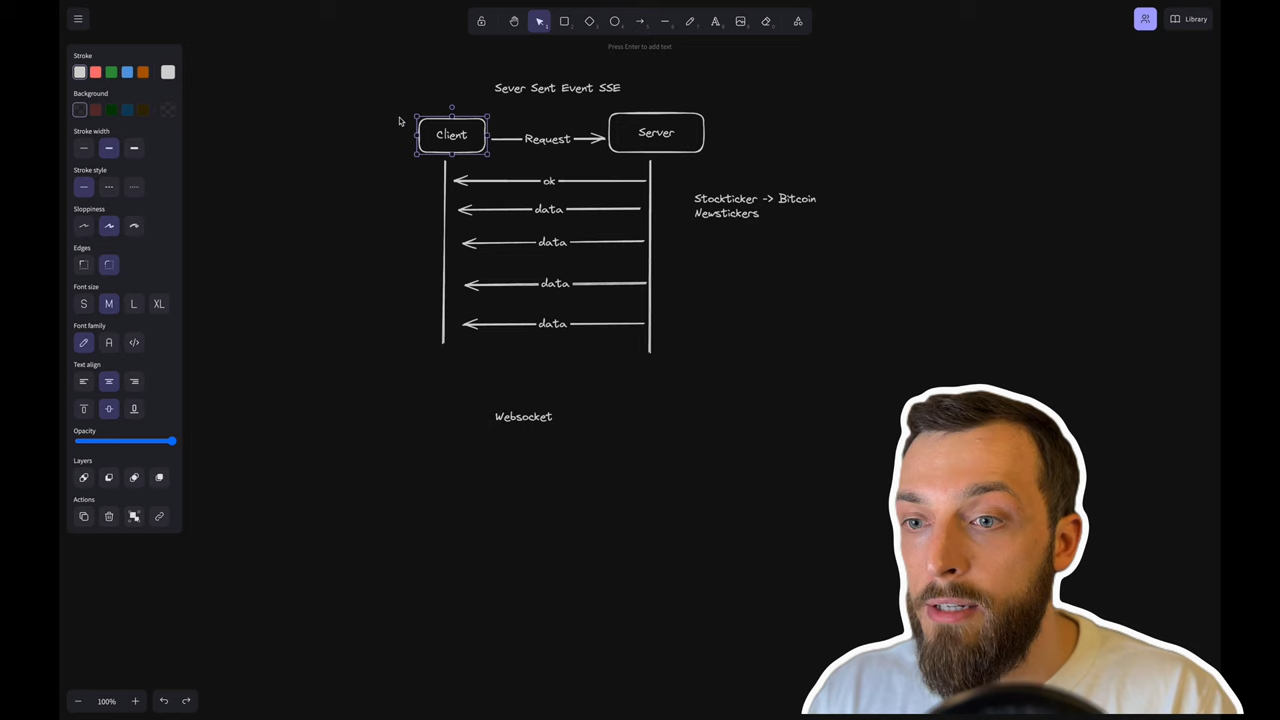 Library
Press Enter to add text
Stroke
Background
Stroke width
Stroke style
Sloppiness
Edges
Font size
S M L XL
Font family
A
Text align
Opacity
Layers
Actions
100%
Sever Sent Event SSE
Client
Request
Server
ok
data
data
data
data
Stockticker -> Bitcoin
Newstickers
Websocket